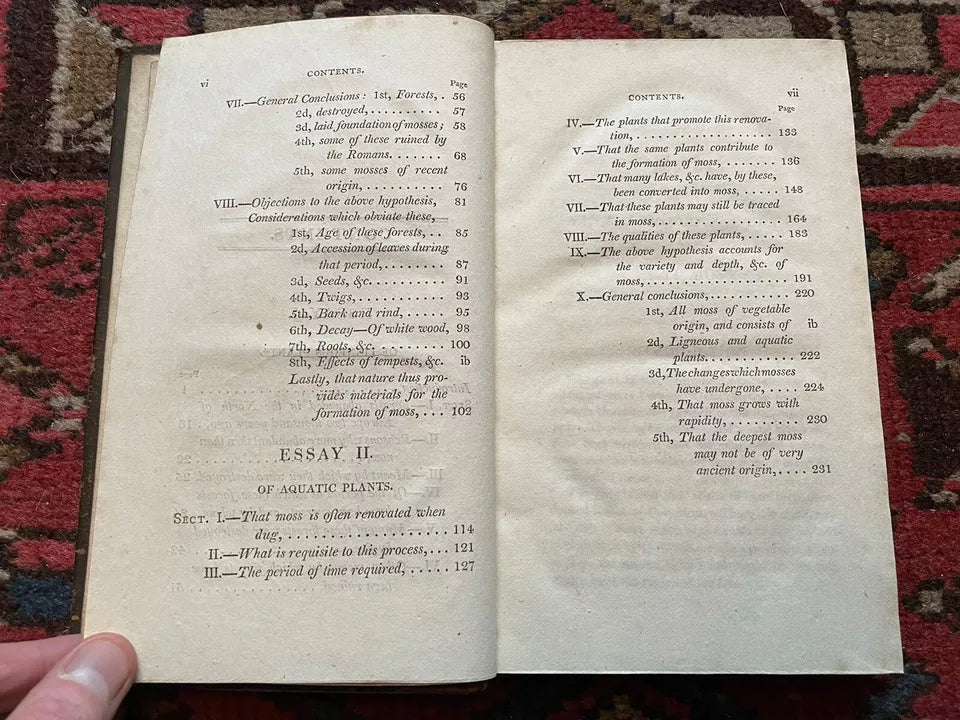 vi
CONTENTS.
Page
VII.—General Conclusions: 1st, Forests, . 56
2d, destroyed, .......... 57
3d, laid foundation of mosses; 58
4th, some of these ruined by
the Romans. ....... 68
5th, some mosses of recent
origin, .......... 76
VIII.—Objections to the above hypothesis, 81
Considerations which obviate these,
1st, Age of these forests, .. 85
2d, Accession of leaves during
that period, ........ 87
3d, Seeds, &c. ......... 91
4th, Twigs, ........... 93
5th, Bark and rind, ..... 95
6th, Decay—Of white wood, 98
7th, Roots, &c. ........ 100
8th, Effects of tempests, &c. ib
Lastly, that nature thus pro-
vides materials for the
formation of moss, ... 102
ESSAY II.
OF AQUATIC PLANTS.
SECT. I.—That moss is often renovated when
dug, .................. 114
II.—What is requisite to this process, ... 121
III.—The period of time required, ..... 127
CONTENTS.
vii
Page
IV.—The plants that promote this renova-
tion, .................. 133
V.—That the same plants contribute to
the formation of moss, ....... 136
VI.—That many lakes, &c. have, by these,
been converted into moss, ..... 148
VII.—That these plants may still be traced
in moss, ................. 164
VIII.—The qualities of these plants, ..... 183
IX.—The above hypothesis accounts for
the variety and depth, &c. of
moss, .................. 191
X.—General conclusions, ........... 220
1st, All moss of vegetable
origin, and consists of ib
2d, Ligneous and aquatic
plants. ............ 222
3d, The changes which mosses
have undergone, .... 224
4th, That moss grows with
rapidity, ......... 230
5th, That the deepest moss
may not be of very
ancient origin, .... 231